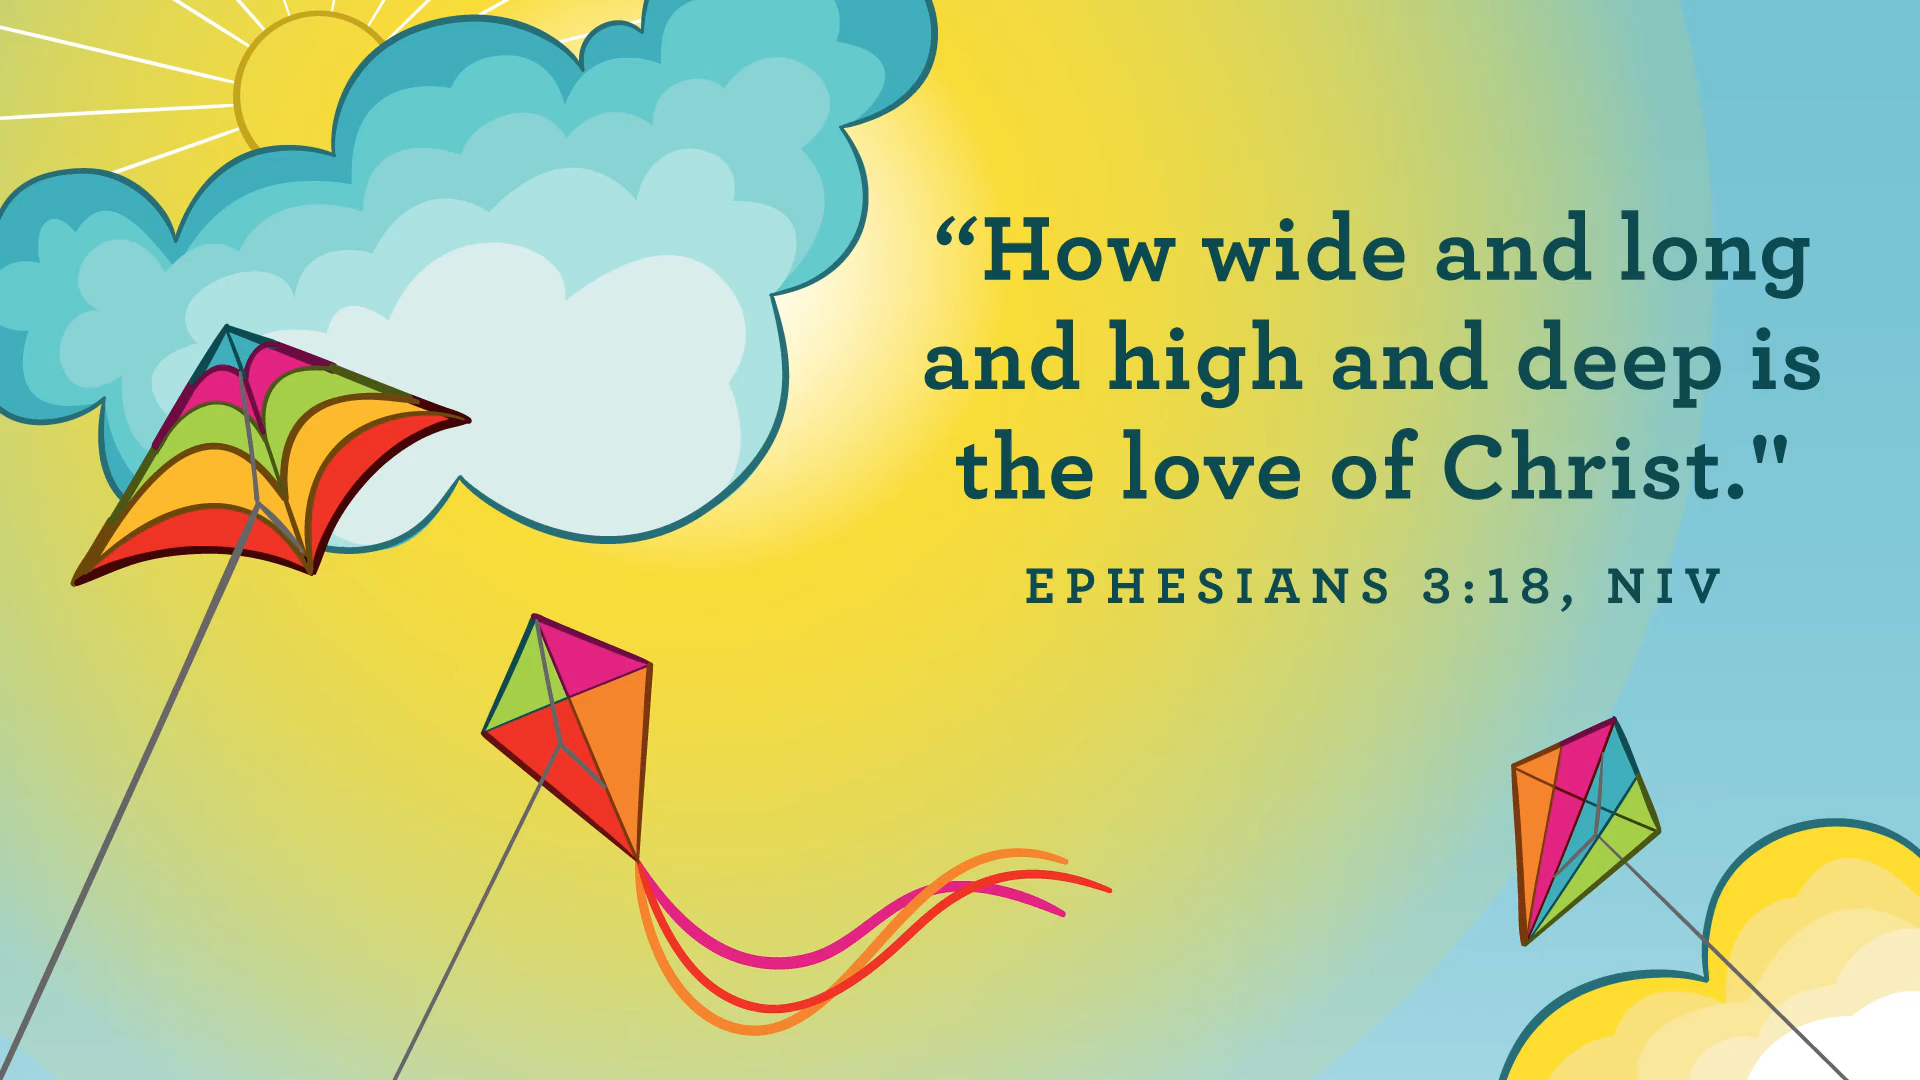 “How wide and long
and high and deep is
the love of Christ."
EPHESIANS 3:18, NIV